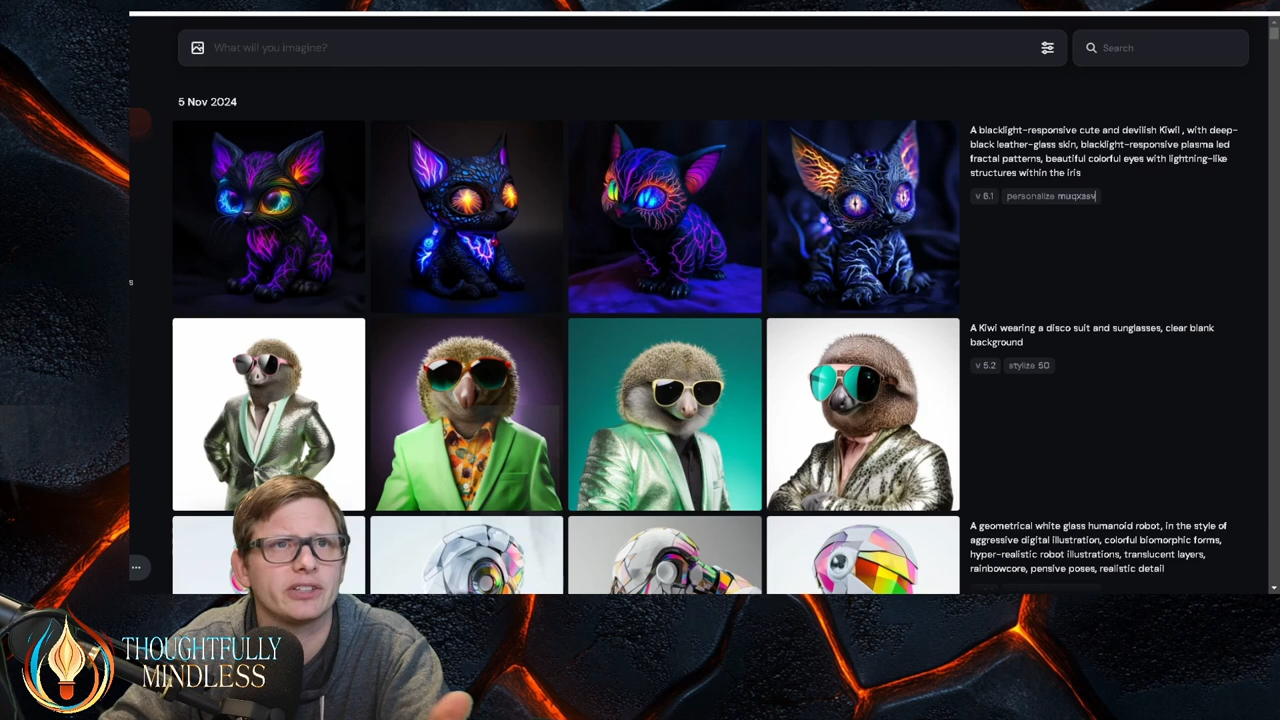 What will you imagine?
Search
5 Nov 2024
A blacklight-responsive cute and devilish Kiwil , with deep-
black leather-glass skin, blacklight-responsive plasma led
fractal patterns, beautiful colorful eyes with lightning-like
structures within the iris
v 6.1 personalize muqxasv
A Kiwi wearing a disco suit and sunglasses, clear blank
background
v 5.2 stylize 50
A geometrical white glass humanoid robot, in the style of
aggressive digital illustration, colorful biomorphic forms,
hyper-realistic robot illustrations, translucent layers,
rainbowcore, pensive poses, realistic detail
s
...
THOUGHTFULLY
MINDLESS